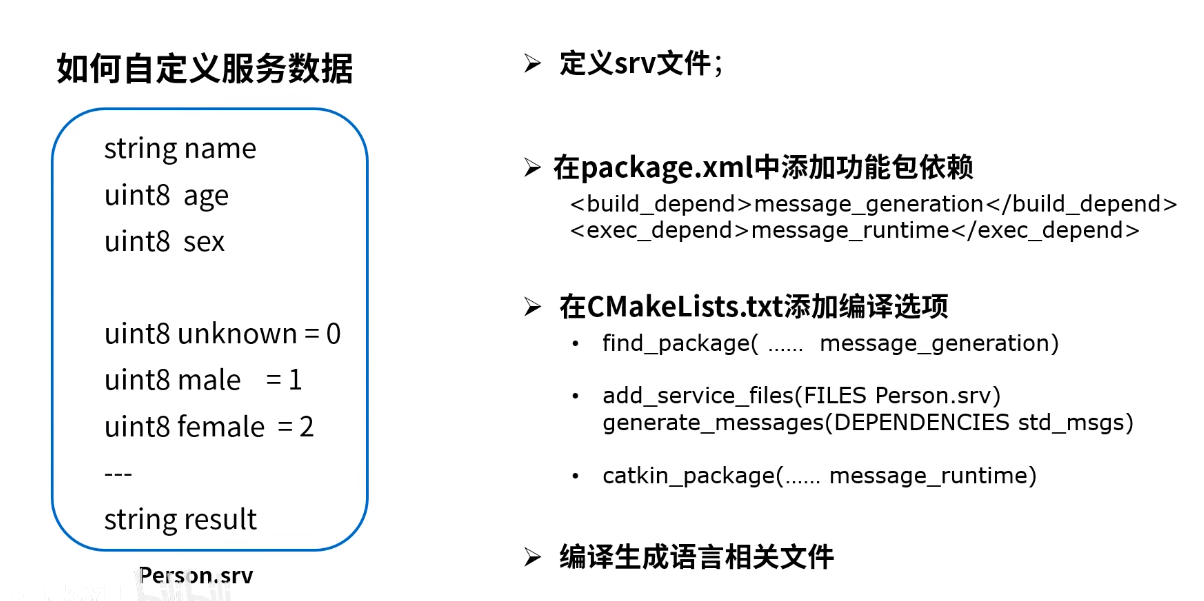 如何自定义服务数据
string name
uint8 age
uint8 sex
uint8 unknown = 0
uint8 male = 1
uint8 female = 2
---
string result
Person.srv
定义srv文件；
在package.xml中添加功能包依赖
<build_depend>message_generation</build_depend>
<exec_depend>message_runtime</exec_depend>
在CMakeLists.txt添加编译选项
• find_package( …… message_generation)
• add_service_files(FILES Person.srv)
generate_messages(DEPENDENCIES std_msgs)
• catkin_package(…… message_runtime)
编译生成语言相关文件